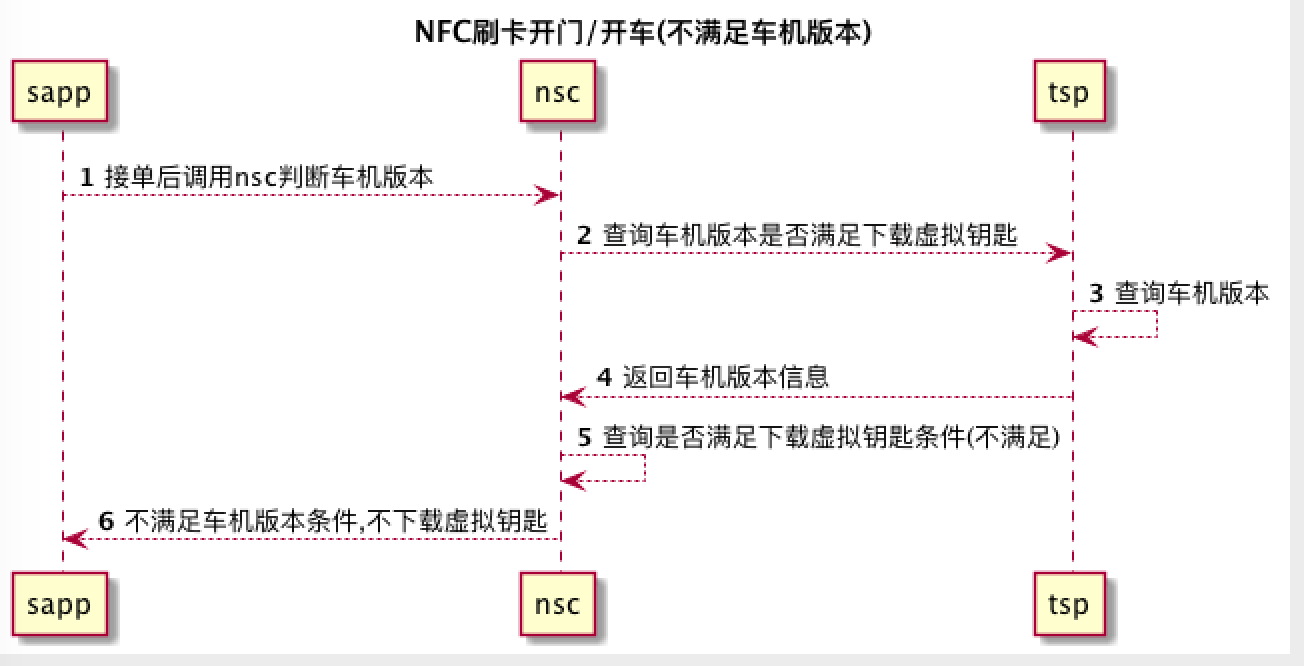 NFC刷卡开门/开车(不满足车机版本)
sapp
nsc
tsp
1 接单后调用nsc判断车机版本
2 查询车机版本是否满足下载虚拟钥匙
3 查询车机版本
4 返回车机版本信息
5 查询是否满足下载虚拟钥匙条件(不满足)
6 不满足车机版本条件,不下载虚拟钥匙
sapp
nsc
tsp